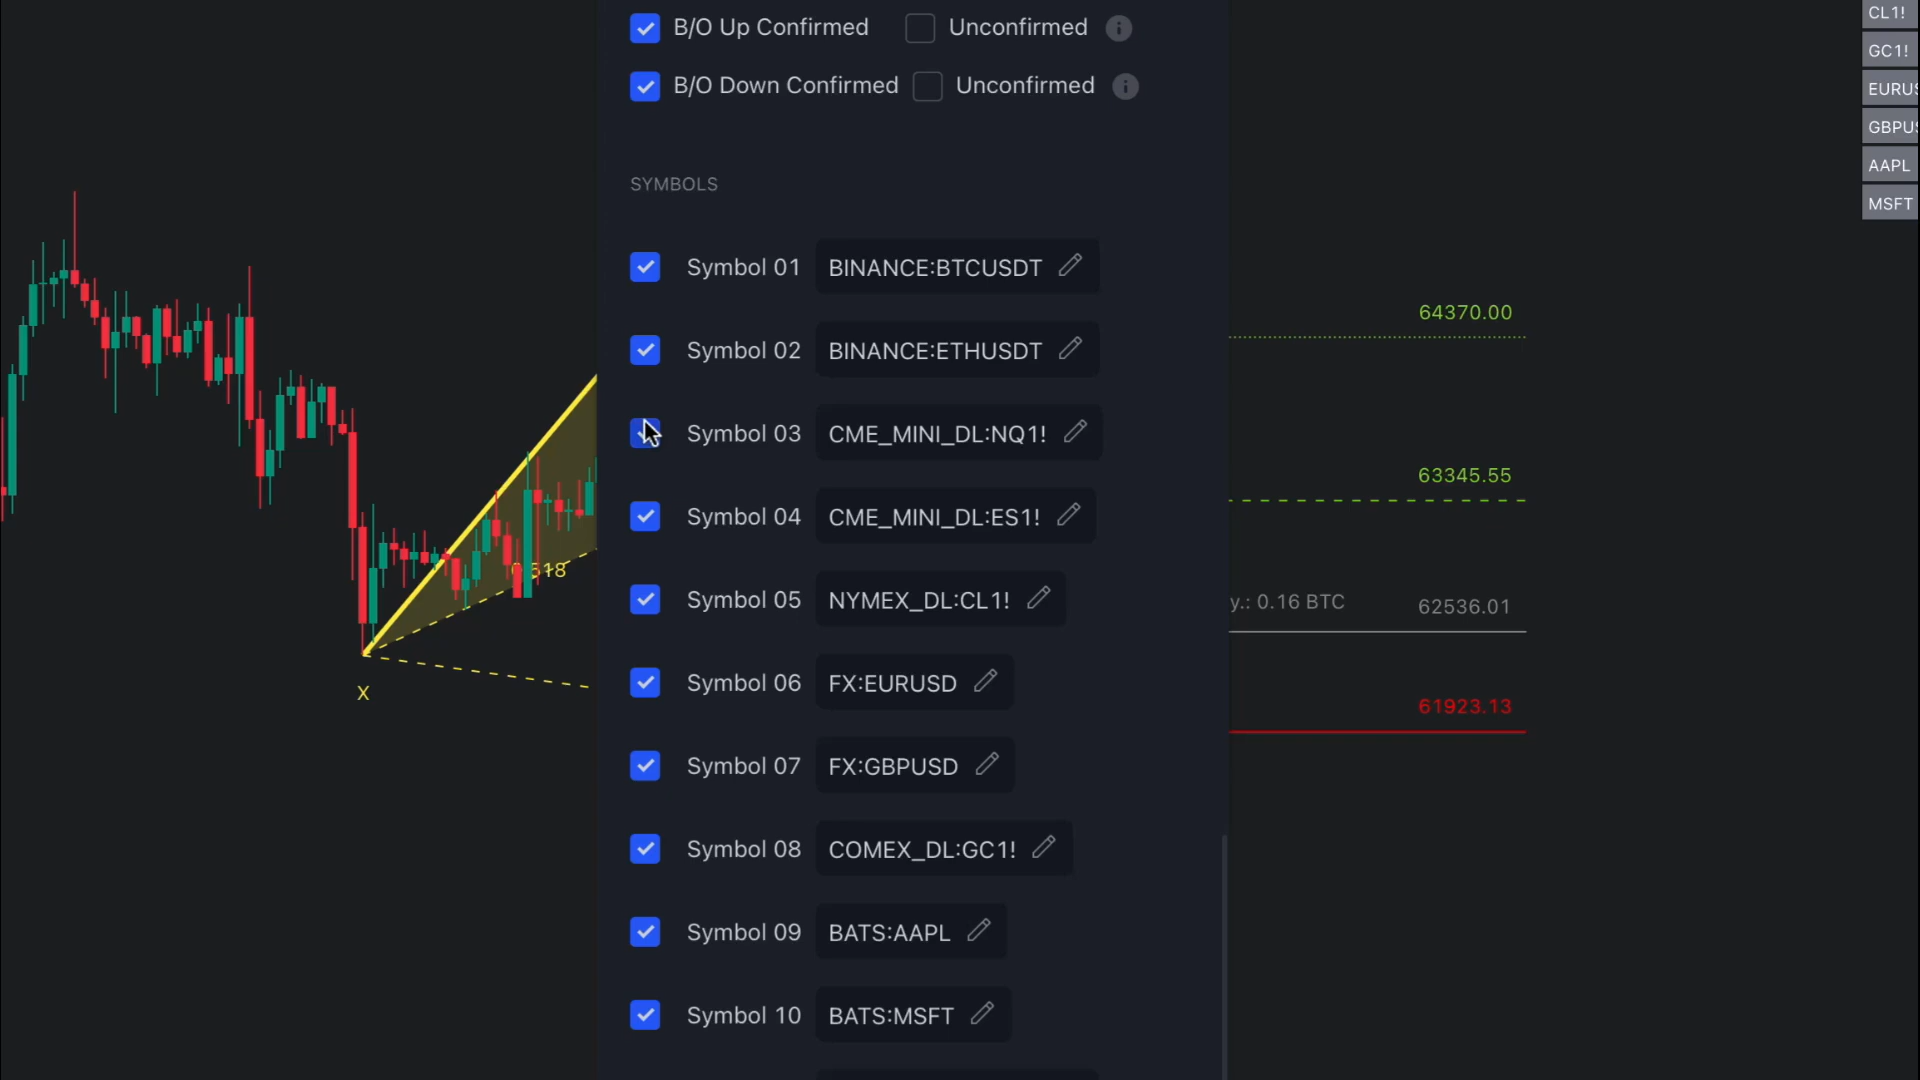 B/O Up Confirmed Unconfirmed
B/O Down Confirmed Unconfirmed
SYMBOLS
Symbol 01 BINANCE:BTCUSDT
Symbol 02 BINANCE:ETHUSDT
Symbol 03 CME_MINI_DL:NQ1!
Symbol 04 CME_MINI_DL:ES1!
Symbol 05 NYMEX_DL:CL1!
Symbol 06 FX:EURUSD
Symbol 07 FX:GBPUSD
Symbol 08 COMEX_DL:GC1!
Symbol 09 BATS:AAPL
Symbol 10 BATS:MSFT
X
64370.00
63345.55
y.: 0.16 BTC 62536.01
61923.13
CL1!
GC1!
EURUS
GBPUS
AAPL
MSFT